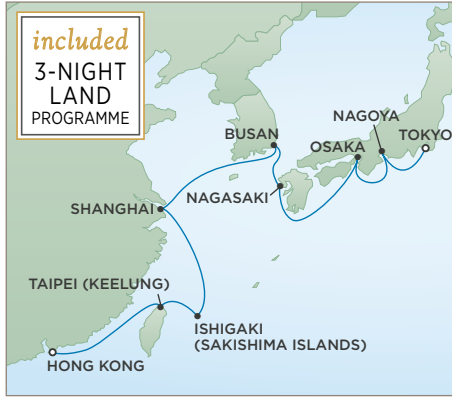 included
3-NIGHT
LAND
PROGRAMME
NAGOYA
BUSAN
OSAKA
TOKYO
NAGASAKI
SHANGHAI
TAIPEI (KEELUNG)
ISHIGAKI
(SAKISHIMA ISLANDS)
HONG KONG